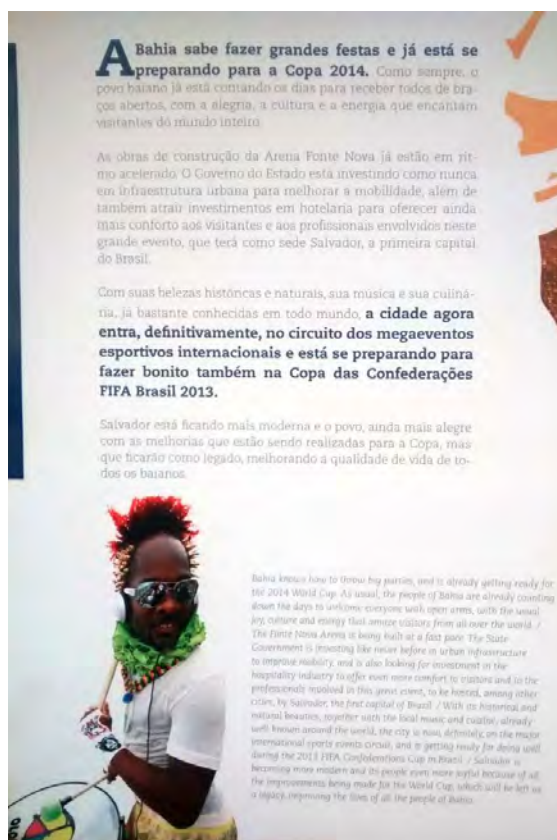 A Bahia sabe fazer grandes festas e já está se
preparando para a Copa 2014. Como sempre, o
povo baiano já está contando os dias para receber todos de bra-
ços abertos, com a alegria, a cultura e a energia que encantam
visitantes do mundo inteiro.
As obras de construção da Arena Fonte Nova já estão em rit-
mo acelerado. O Governo do Estado está investindo como nunca
em infraestrutura urbana para melhorar a mobilidade, além de
também atrair investimentos em hotelaria para oferecer ainda
mais conforto aos visitantes e aos profissionais envolvidos neste
grande evento, que terá como sede Salvador, a primeira capital
do Brasil.
Com suas belezas históricas e naturais, sua música e sua culiná-
ria, já bastante conhecidas em todo mundo, a cidade agora
entra, definitivamente, no circuito dos megaeventos
esportivos internacionais e está se preparando para
fazer bonito também na Copa das Confederações
FIFA Brasil 2013.
Salvador está ficando mais moderna e o povo, ainda mais alegre
com as melhorias que estão sendo realizadas para a Copa, mas
que ficarão como legado, melhorando a qualidade de vida de to-
dos os baianos.
Bahia knows how to throw big parties, and is already getting ready for
the 2014 World Cup. As usual, the people of Bahia are already counting
down the days to welcome everyone with open arms, with the usual
joy, culture and energy that amaze visitors from all over the world. /
The Fonte Nova Arena is being built at a fast pace. The State
Government is investing like never before in urban infrastructure
to improve mobility, and is also looking for investment in the
hospitality industry to offer even more comfort to visitors and to the
professionals involved in this great event, to be hosted, among other
cities, by Salvador, the first capital of Brazil. / With its historical and
natural beauties, together with the local music and cuisine, already
well known around the world, the city is now, definitely, on the major
international sports events circuit, and is getting ready for doing well
during the 2013 FIFA Confederations Cup in Brazil. / Salvador is
becoming more modern and its people even more joyful because of all
the improvements being made for the World Cup, which will be left as
a legacy, improving the lives of all the people of Bahia.